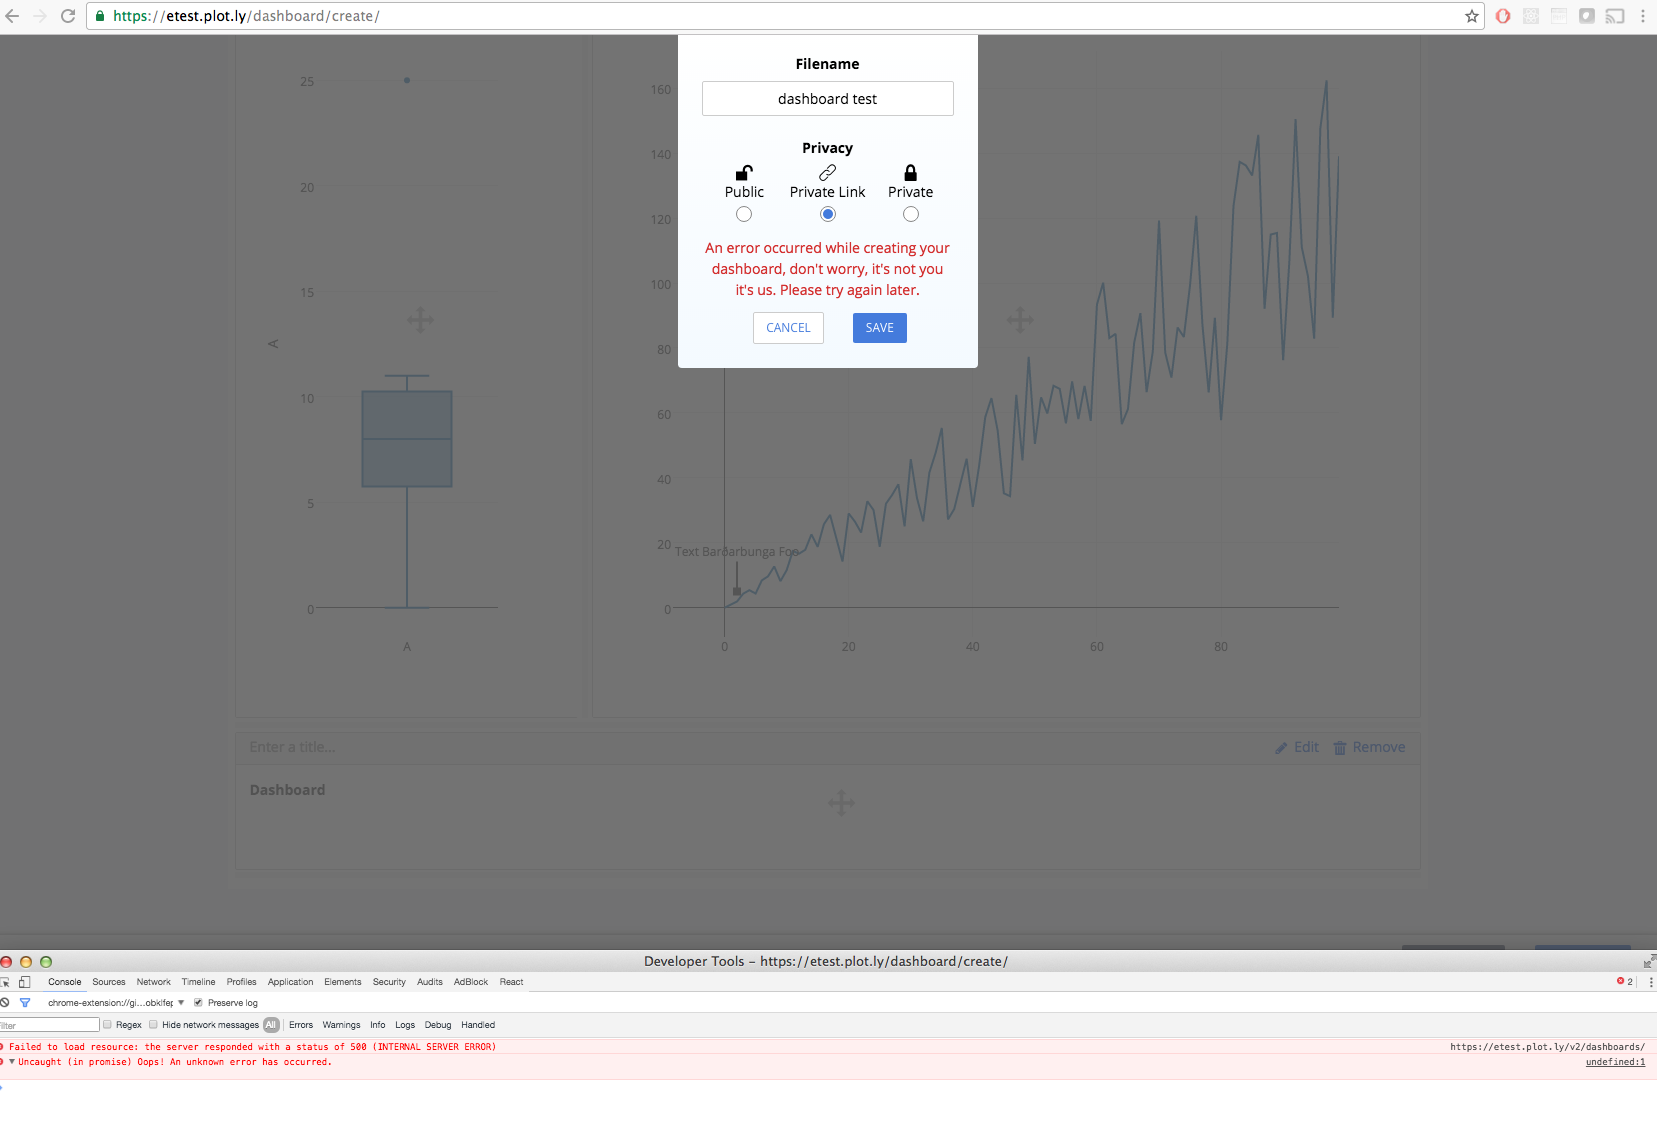 https://etest.plot.ly/dashboard/create/
Filename
dashboard test
Privacy
Public Private Link Private
An error occurred while creating your
dashboard, don't worry, it's not you
it's us. Please try again later.
CANCEL SAVE
25
20
15
10
5
0
A
A
160
140
120
100
80
60
40
20
0
Text Barðarbunga Foo
0 20 40 60 80
Enter a title...
Edit Remove
Dashboard
Developer Tools – https://etest.plot.ly/dashboard/create/
Console Sources Network Timeline Profiles Application Elements Security Audits AdBlock React
2
chrome-extension://gi...obklfep Preserve log
Regex Hide network messages All Errors Warnings Info Logs Debug Handled
Failed to load resource: the server responded with a status of 500 (INTERNAL SERVER ERROR) https://etest.plot.ly/v2/dashboards/
Uncaught (in promise) Oops! An unknown error has occurred. undefined:1